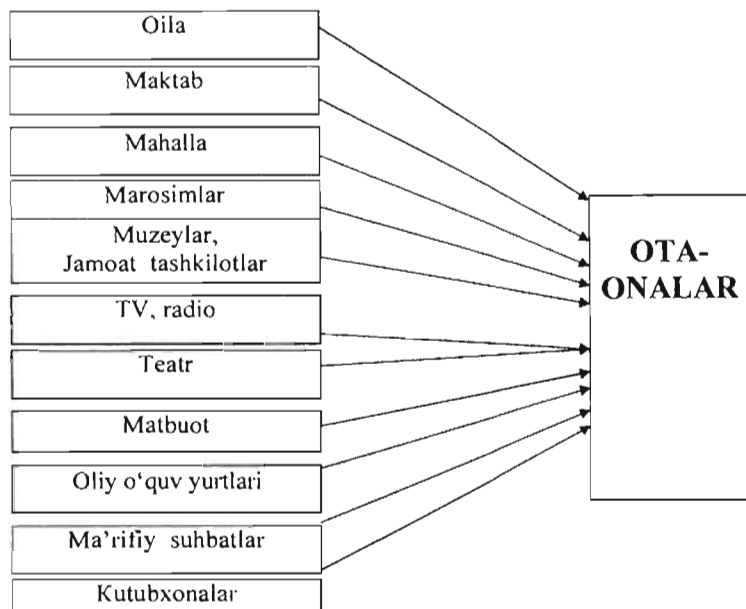 Oila
Maktab
Mahalla
Marosimlar
Muzeylar,
Jamoat tashkilotlar
TV, radio
Teatr
Matbuot
Oliy o‘quv yurtlari
Ma'rifiy suhbatlar
Kutubxonalar
OTA-
ONALAR